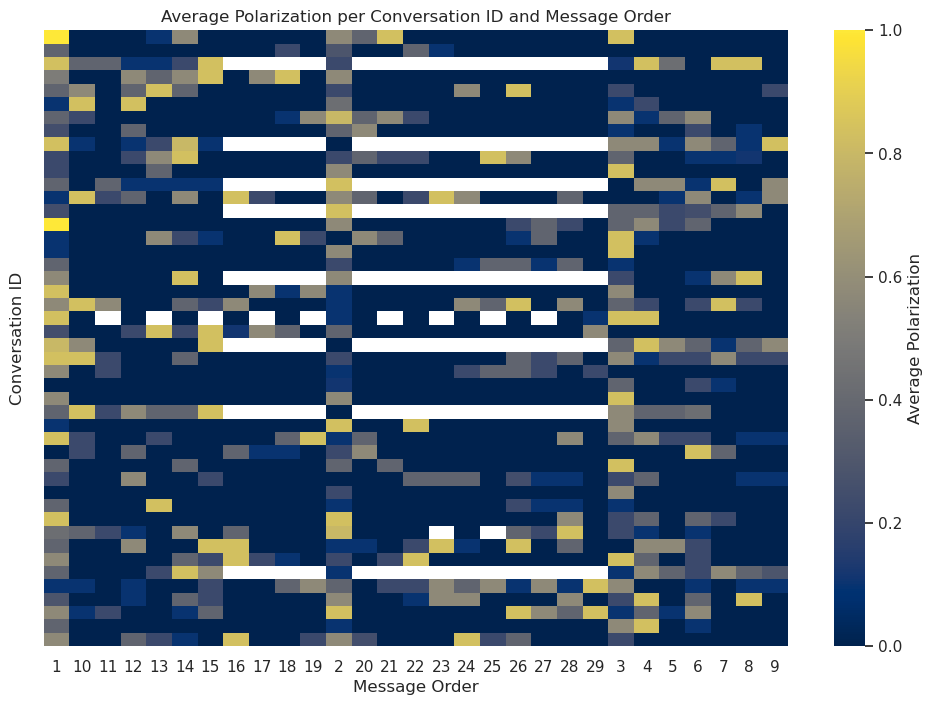 Average Polarization per Conversation ID and Message Order
Conversation ID
1 10 11 12 13 14 15 16 17 18 19 2 20 21 22 23 24 25 26 27 28 29 3 4 5 6 7 8 9
Message Order
1.0
0.8
0.6
0.4
0.2
0.0
Average Polarization